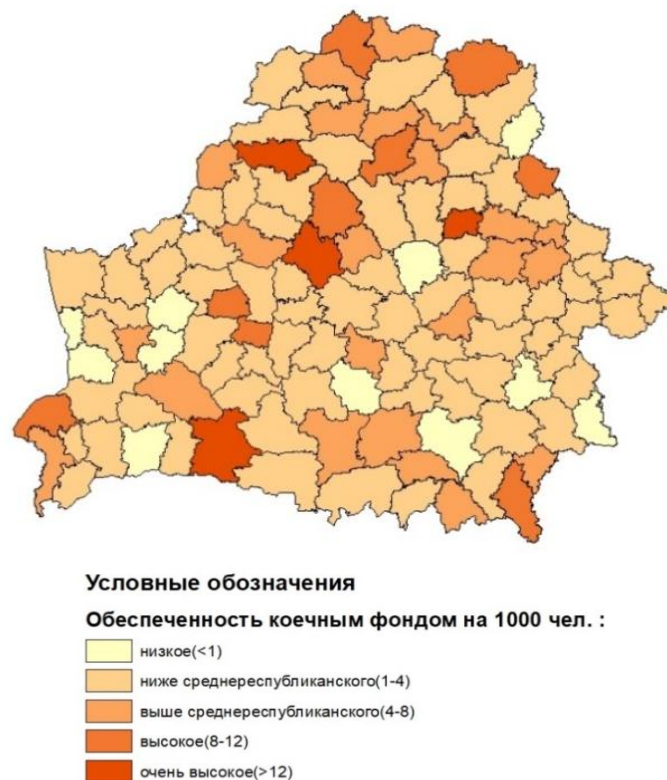 Условные обозначения
Обеспеченность коечным фондом на 1000 чел. :
низкое(<1)
ниже среднереспубликанского(1-4)
выше среднереспубликанского(4-8)
высокое(8-12)
очень высокое(>12)